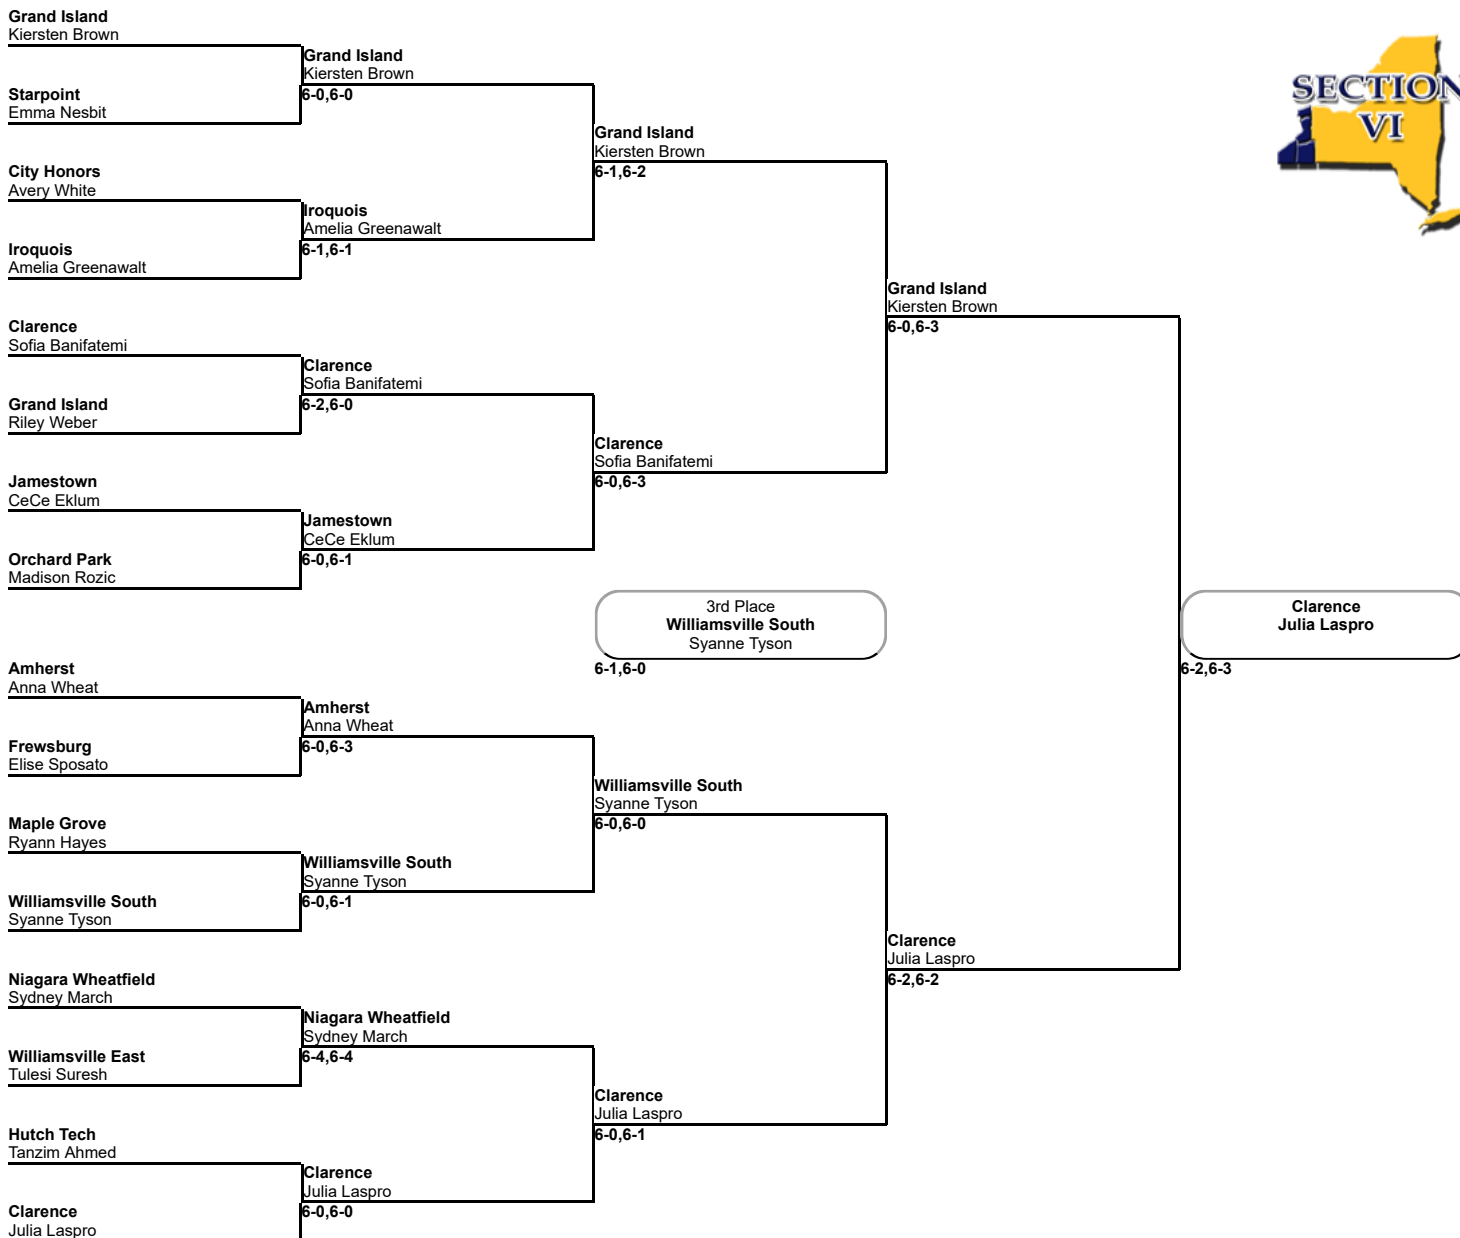 Grand Island
Kiersten Brown
Starpoint
Emma Nesbit
City Honors
Avery White
Iroquois
Amelia Greenawalt
Clarence
Sofia Banifatemi
Grand Island
Riley Weber
Jamestown
CeCe Eklum
Orchard Park
Madison Rozic
Amherst
Anna Wheat
Frewsburg
Elise Sposato
Maple Grove
Ryann Hayes
Williamsville South
Syanne Tyson
Niagara Wheatfield
Sydney March
Williamsville East
Tulesi Suresh
Hutch Tech
Tanzim Ahmed
Clarence
Julia Laspro
Grand Island
Kiersten Brown
6-0,6-0
Iroquois
Amelia Greenawalt
6-1,6-1
Clarence
Sofia Banifatemi
6-2,6-0
Jamestown
CeCe Eklum
6-0,6-1
Amherst
Anna Wheat
6-0,6-3
Williamsville South
Syanne Tyson
6-0,6-1
Niagara Wheatfield
Sydney March
6-4,6-4
Clarence
Julia Laspro
6-0,6-0
Grand Island
Kiersten Brown
6-1,6-2
Clarence
Sofia Banifatemi
6-0,6-3
3rd Place
Williamsville South
Syanne Tyson
6-1,6-0
Williamsville South
Syanne Tyson
6-0,6-0
Clarence
Julia Laspro
6-0,6-1
Grand Island
Kiersten Brown
6-0,6-3
Clarence
Julia Laspro
6-2,6-2
SECTION
VI
Clarence
Julia Laspro
6-2,6-3